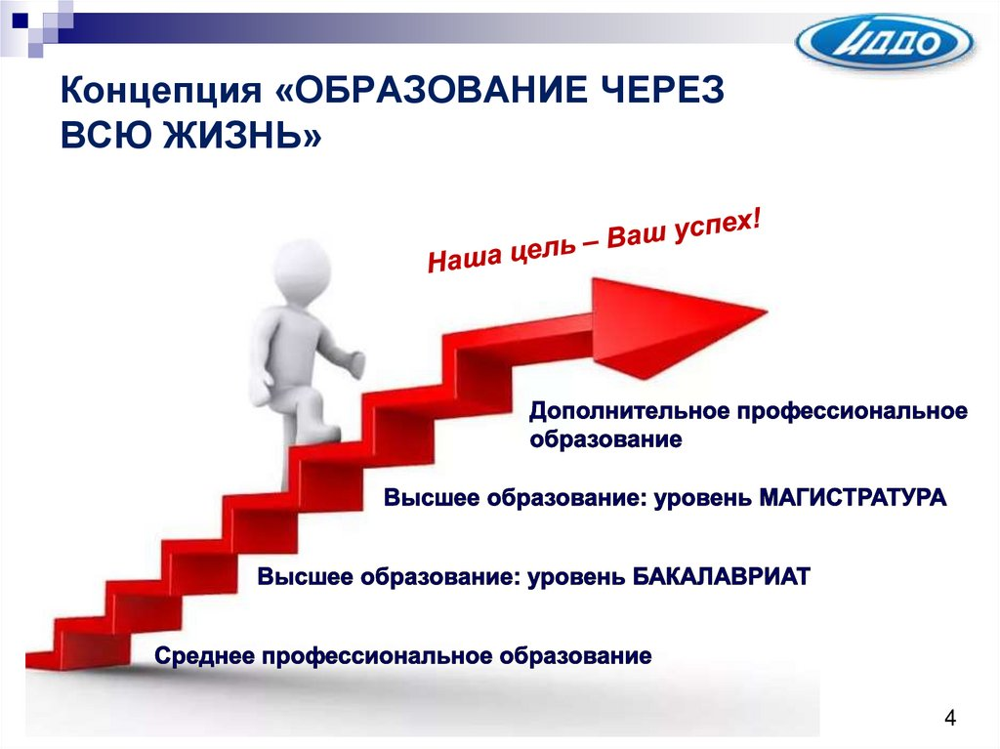 ИДДО
Концепция «ОБРАЗОВАНИЕ ЧЕРЕЗ
ВСЮ ЖИЗНЬ»
Наша цель – Ваш успех!
Дополнительное профессиональное
образование
Высшее образование: уровень МАГИСТРАТУРА
Высшее образование: уровень БАКАЛАВРИАТ
Среднее профессиональное образование
4